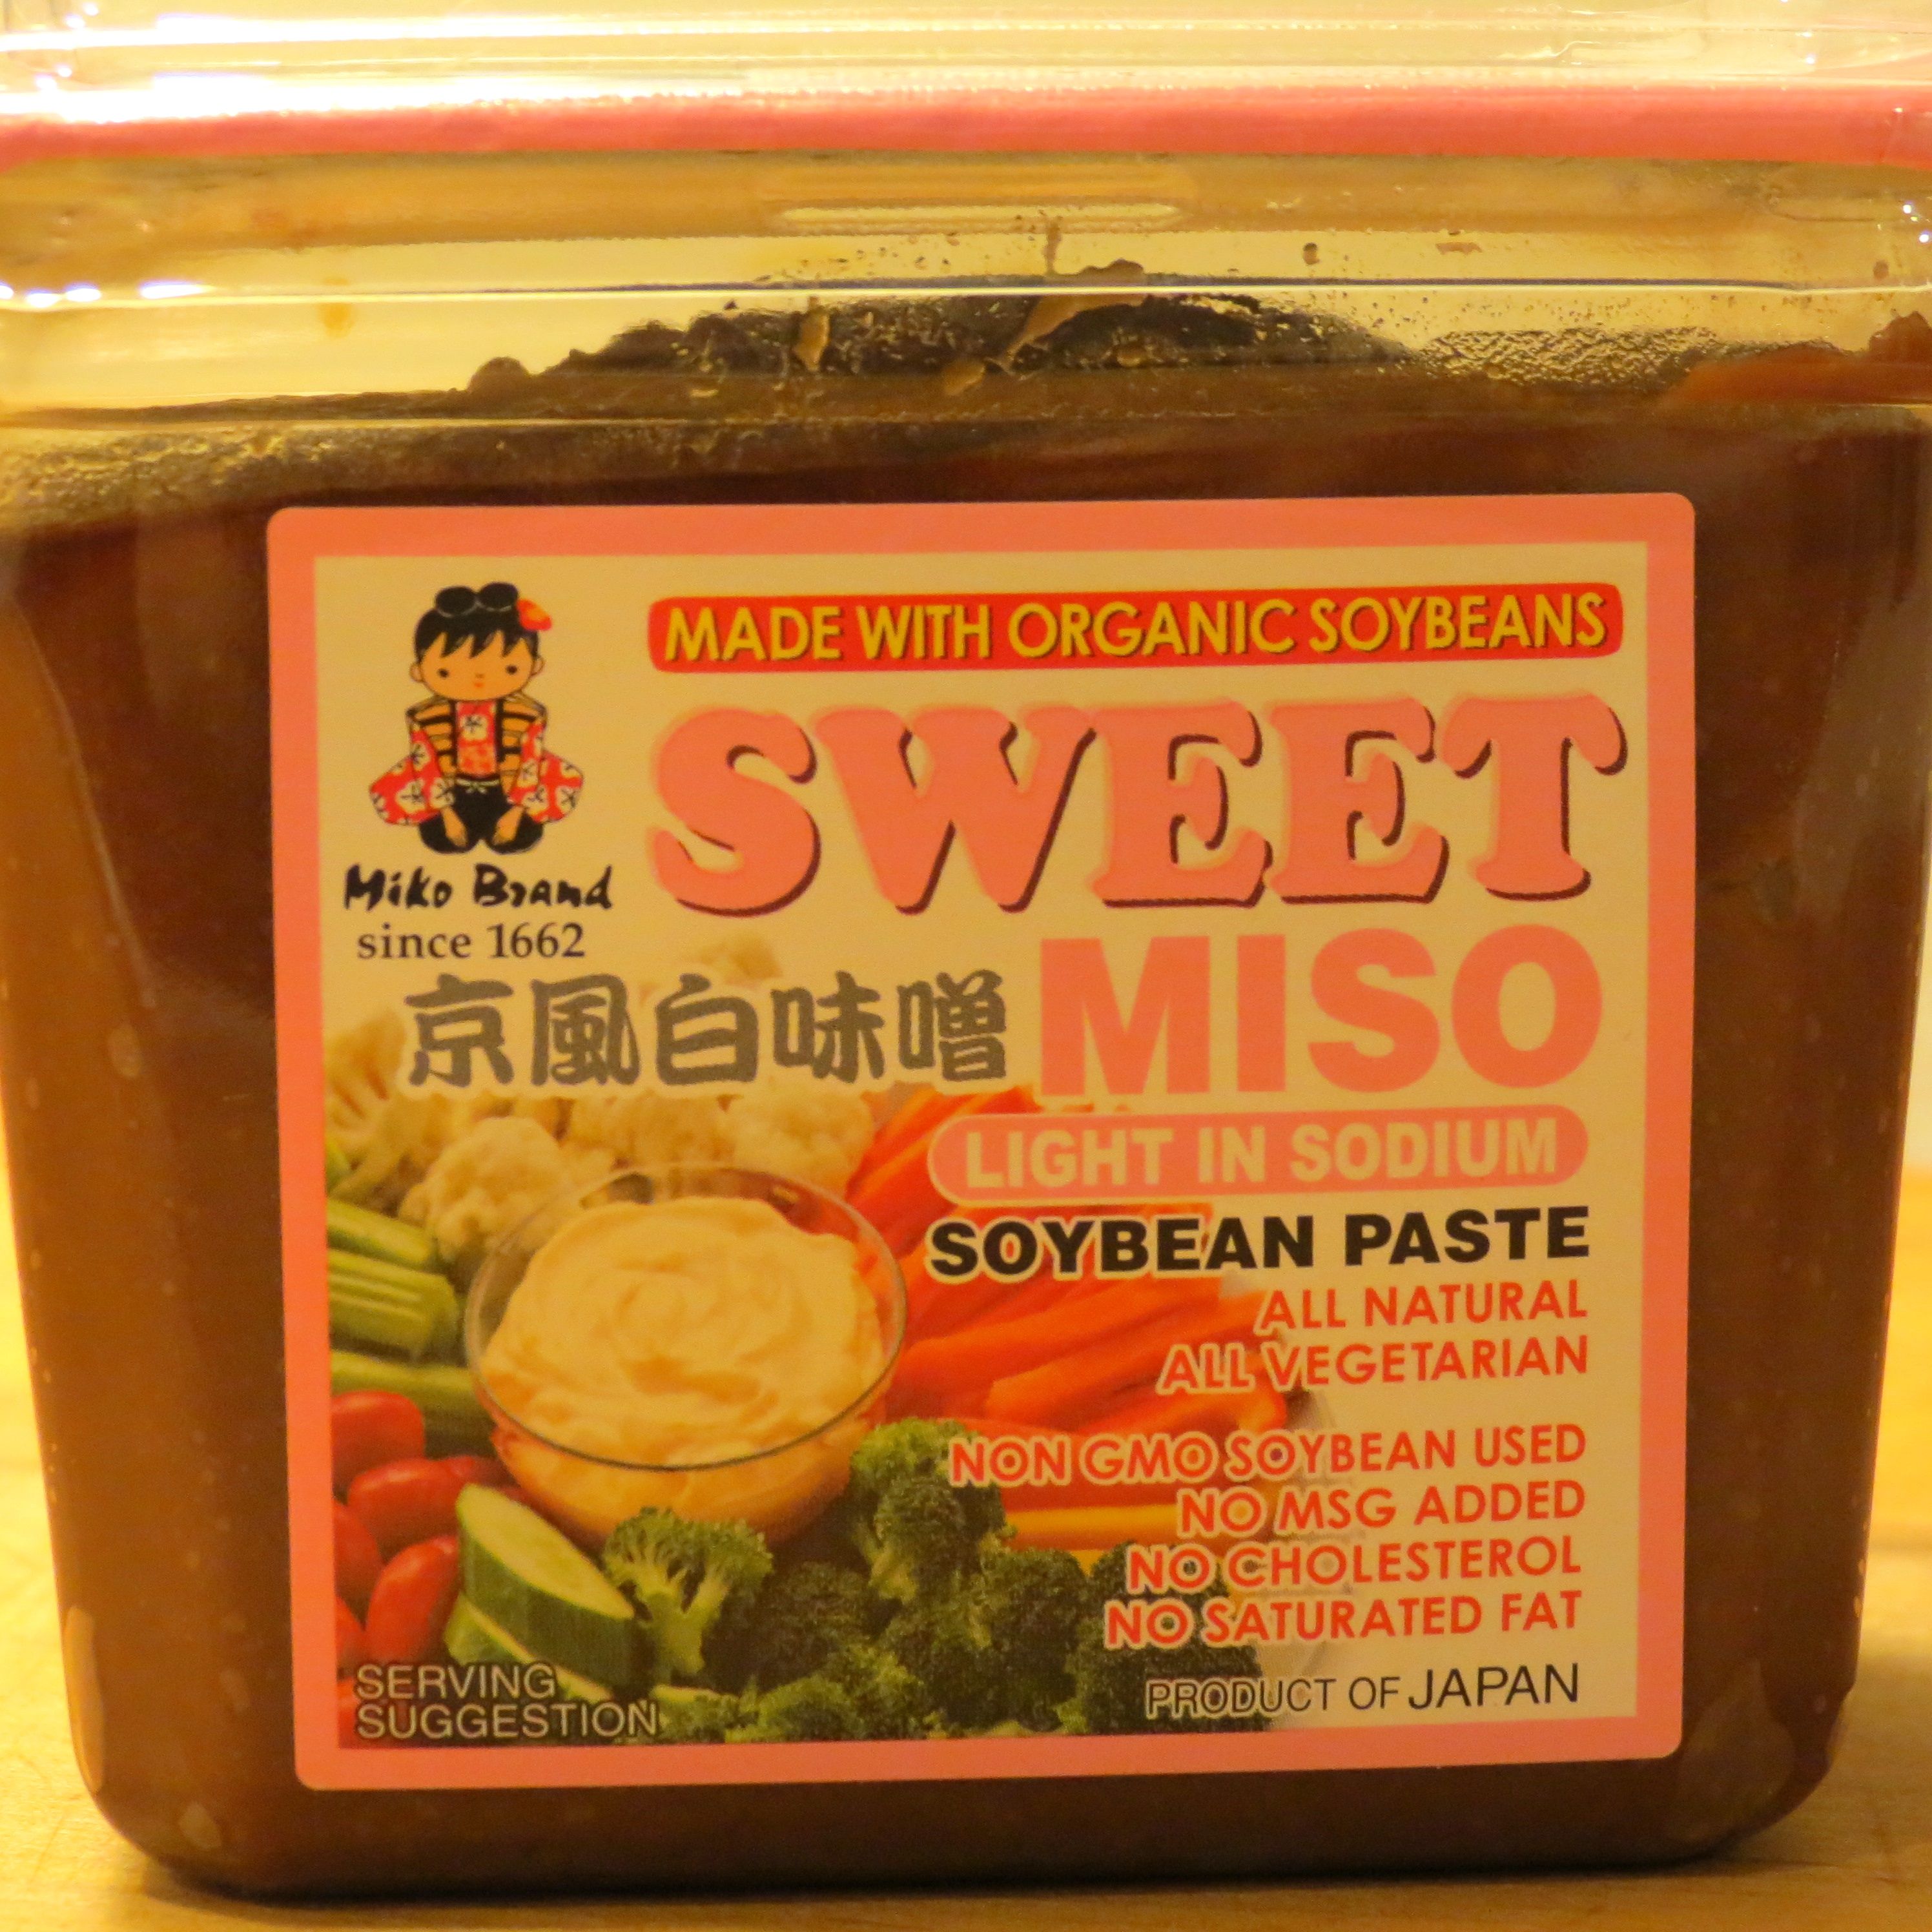 MADE WITH ORGANIC SOYBEANS
SWEET
Miko Brand
since 1662
京風白味噌
MISO
LIGHT IN SODIUM
SOYBEAN PASTE
ALL NATURAL
ALL VEGETARIAN
NON GMO SOYBEAN USED
NO MSG ADDED
NO CHOLESTEROL
NO SATURATED FAT
SERVING
SUGGESTION
PRODUCT OF JAPAN